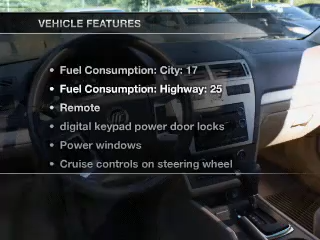 VEHICLE FEATURES
• Fuel Consumption: City: 17
• Fuel Consumption: Highway: 25
• Remote
• digital keypad power door locks
• Power windows
• Cruise controls on steering wheel